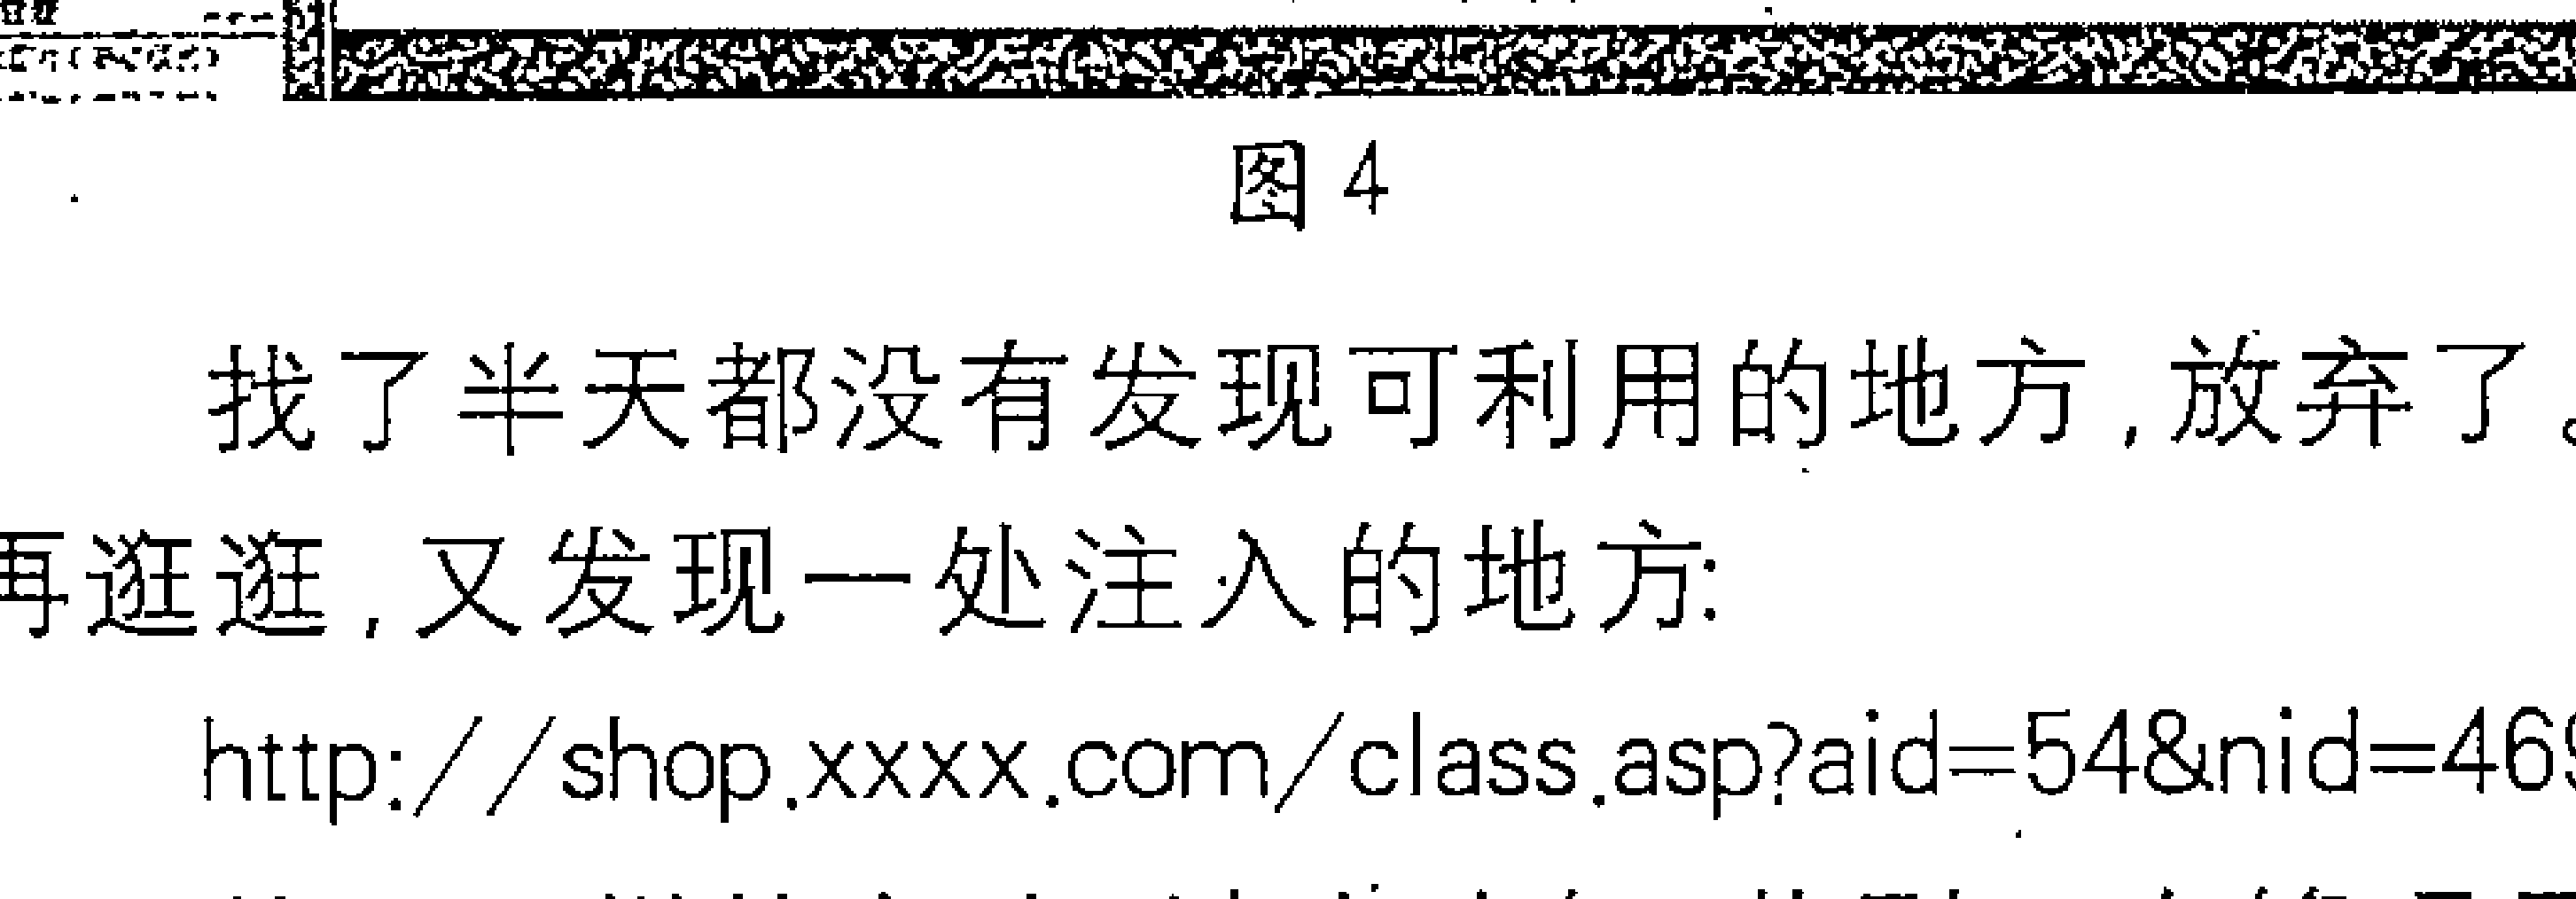 图 4
找了半天都没有发现可利用的地方,放弃了。
再逛逛,又发现一处注入的地方:
http://shop.xxxx.com/class.asp?aid=54&nid=469